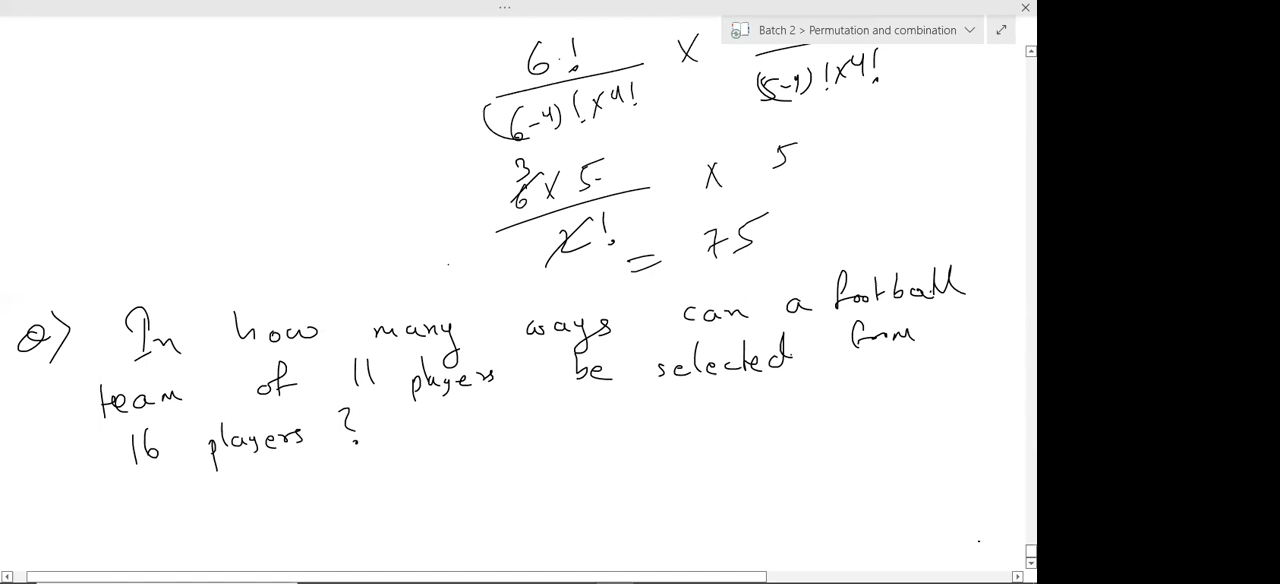 Batch 2 > Permutation and combination
6! ×
(6-4)! × 4! (5-4)! × 4!
3
6 × 5 × 5
2! = 75
Q) In how many ways can a football
team of 11 players be selected from
16 players?